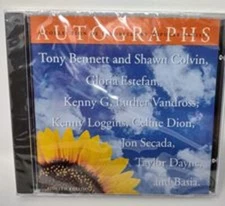 AUTOGRAPHS
Tony Bennett and Shawn Colvin,
Gloria Estefan,
Kenny G, Luther Vandross,
Kenny Loggins, Celine Dion,
Jon Secada,
Taylor Dayne,
and Basia.